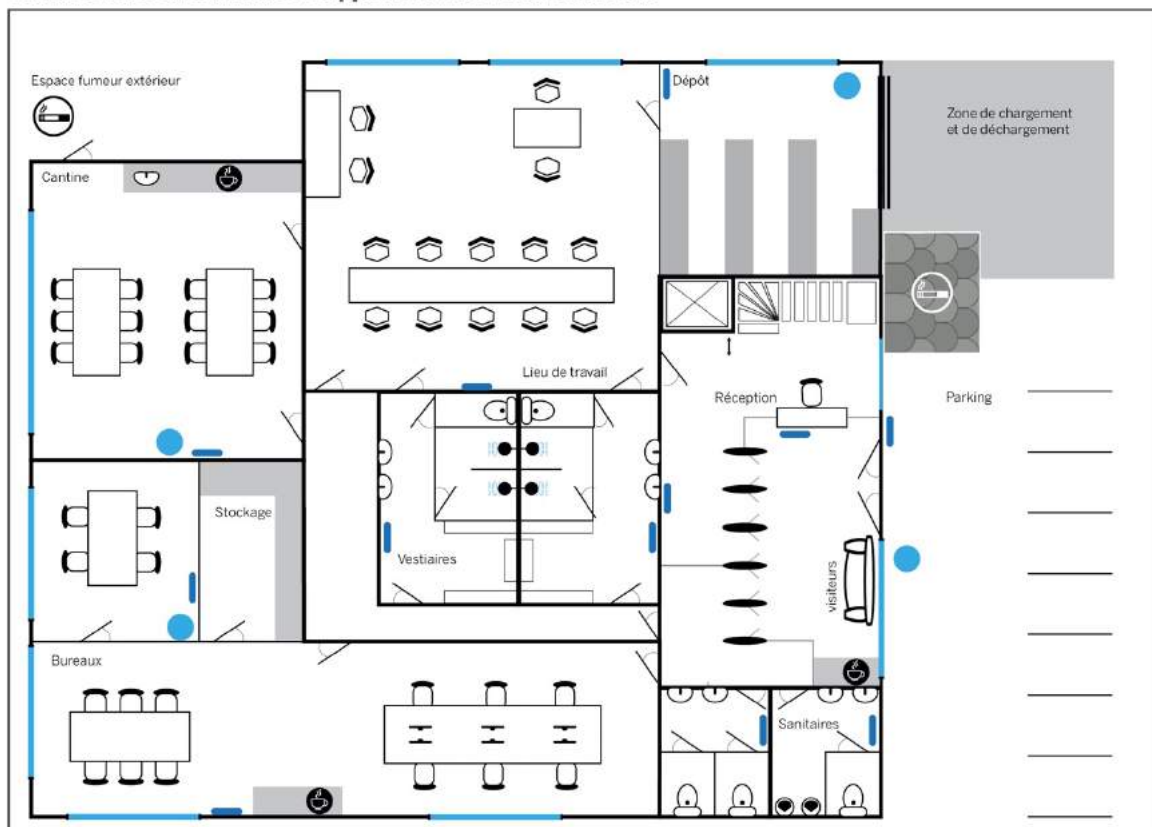 Espace fumeur extérieur
Dépôt
Zone de chargement
et de déchargement
Cantine
Lieu de travail
Réception
Parking
Stockage
Vestiaires
visiteurs
Bureaux
Sanitaires